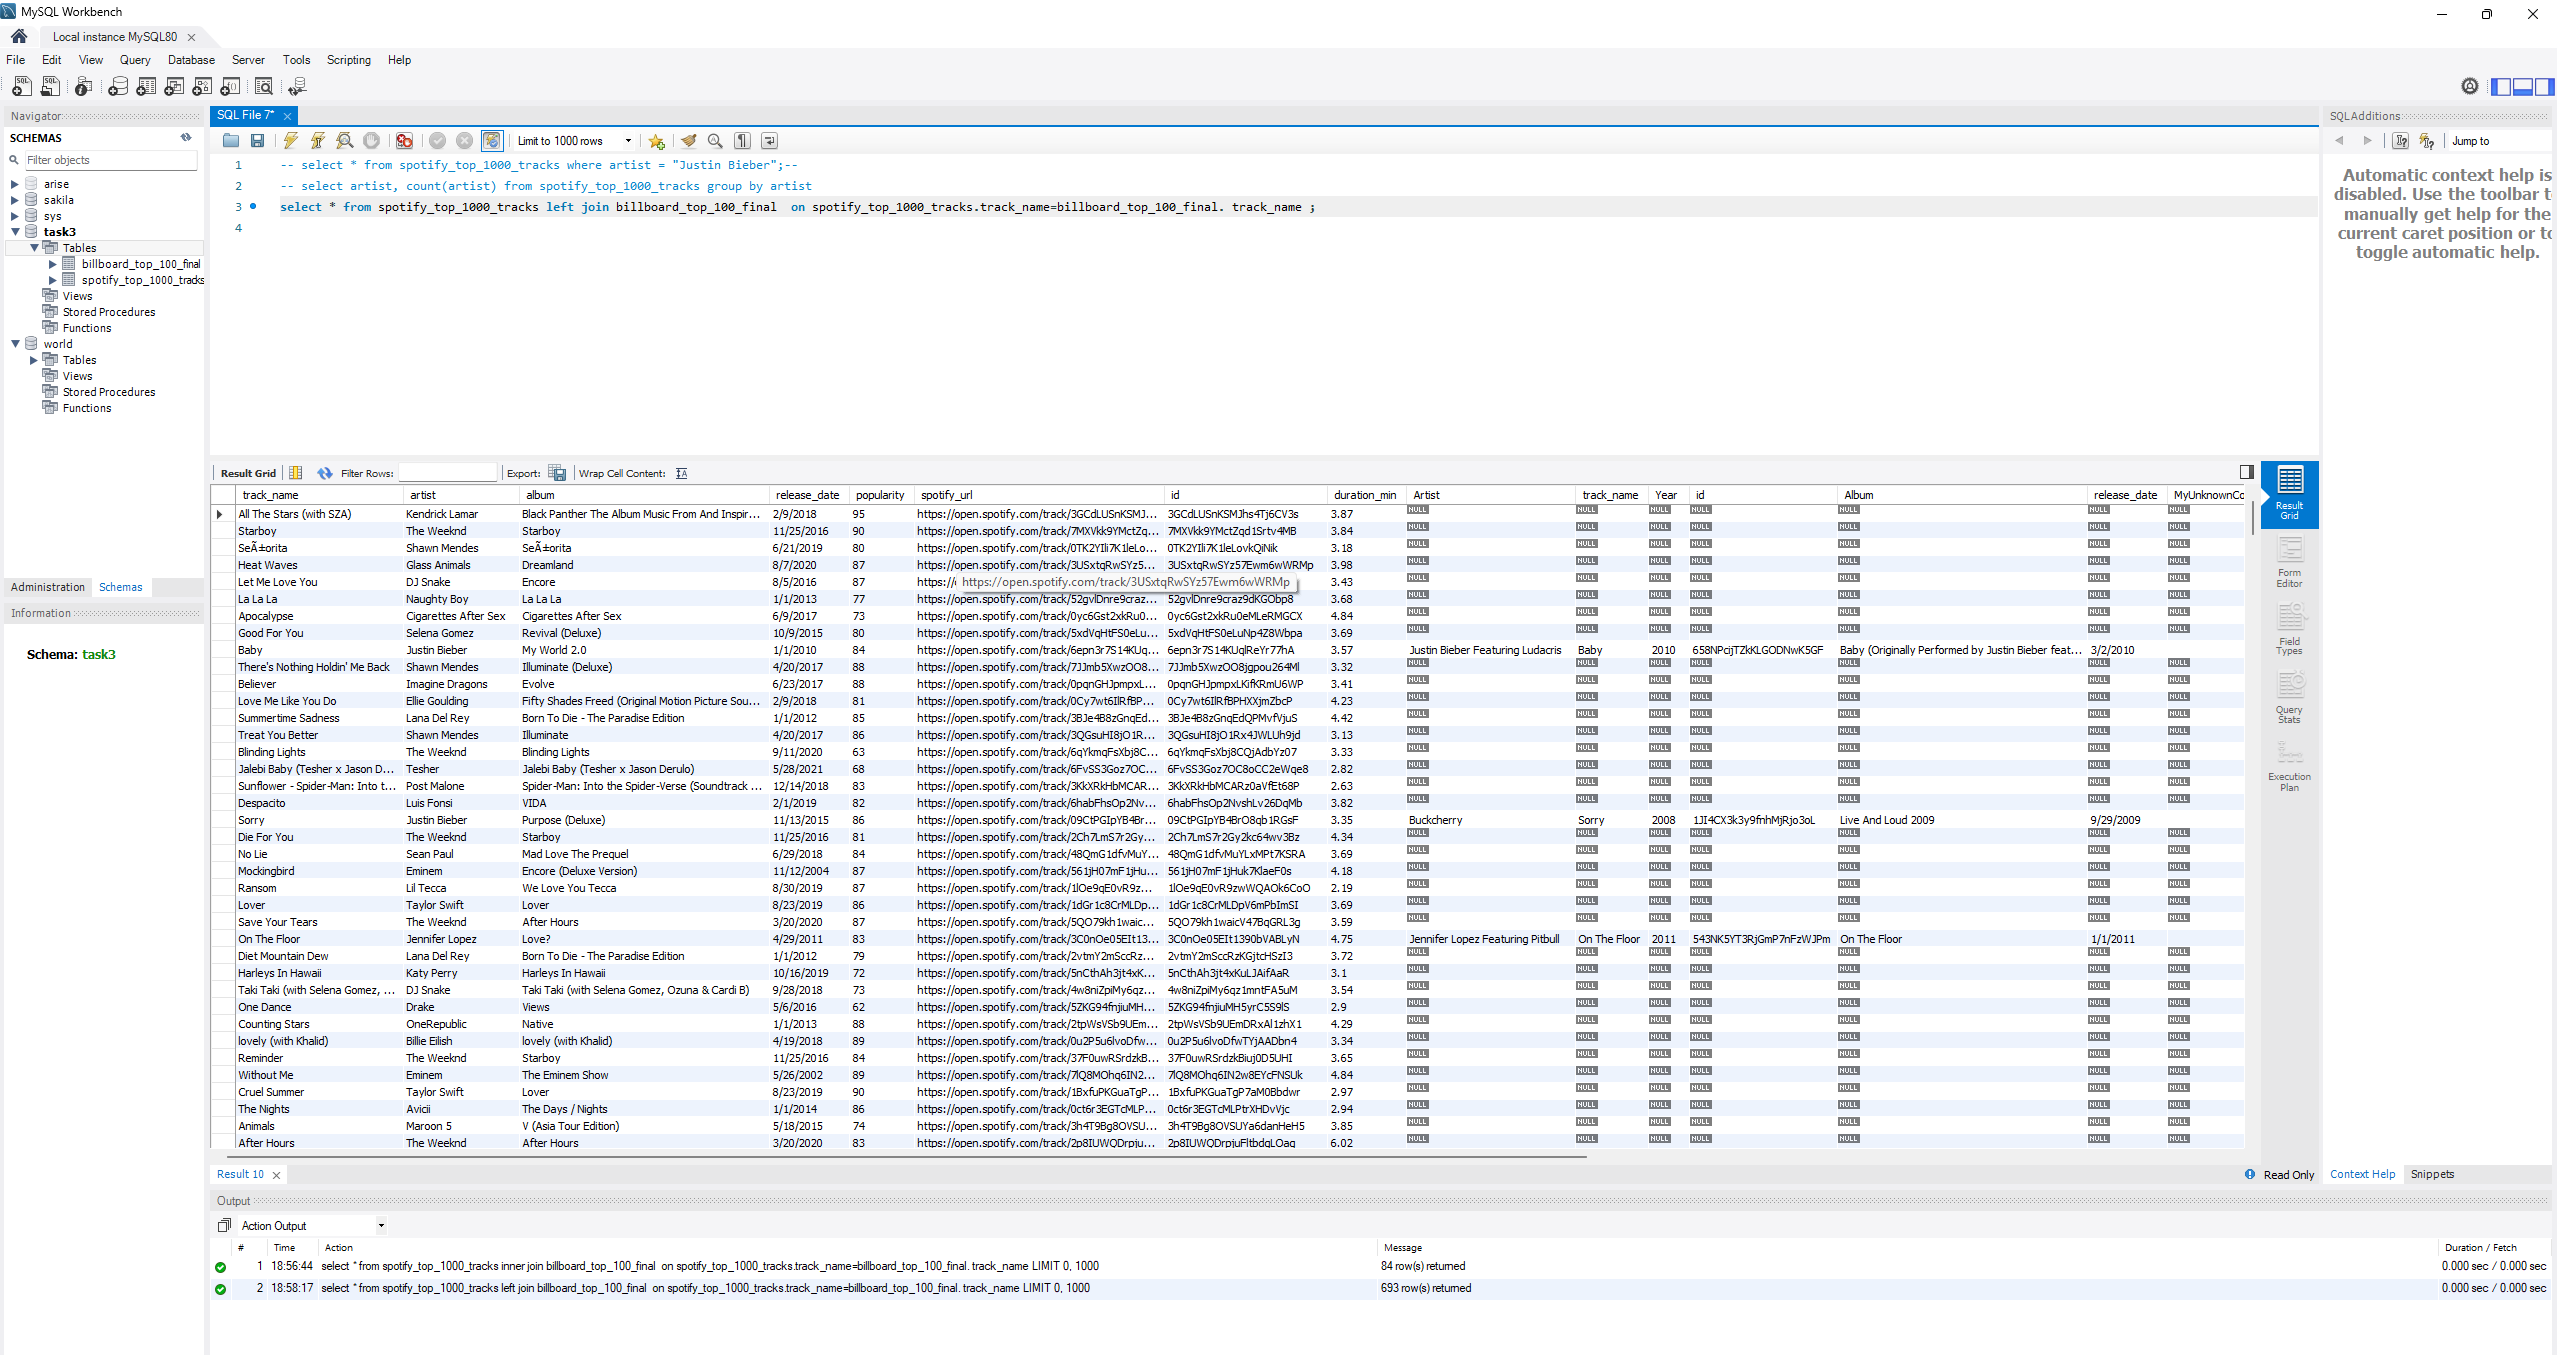 MySQL Workbench
Local instance MySQL80
File Edit View Query Database Server Tools Scripting Help
Navigator
SCHEMAS
Filter objects
arise
sakila
sys
task3
Tables
billboard_top_100_final
spotify_top_1000_tracks
Views
Stored Procedures
Functions
world
Tables
Views
Stored Procedures
Functions
Administration Schemas
Information
Schema: task3
SQL File 7*
Limit to 1000 rows
1 -- select * from spotify_top_1000_tracks where artist = "Justin Bieber";--
2 -- select artist, count(artist) from spotify_top_1000_tracks group by artist
3 select * from spotify_top_1000_tracks left join billboard_top_100_final on spotify_top_1000_tracks.track_name=billboard_top_100_final. track_name ;
4
Result Grid Filter Rows: Export: Wrap Cell Content:
track_name artist album release_date popularity spotify_url id duration_min Artist track_name Year id Album release_date MyUnknownCo
All The Stars (with SZA) Kendrick Lamar Black Panther The Album Music From And Inspir... 2/9/2018 95 https://open.spotify.com/track/3GCdLUSnKSMJ... 3GCdLUSnKSMJhs4Tj6CV3s 3.87 NULL NULL NULL NULL NULL NULL NULL
Starboy The Weeknd Starboy 11/25/2016 90 https://open.spotify.com/track/7MXVkk9YMctZq... 7MXVkk9YMctZqd1Srtv4MB 3.84 NULL NULL NULL NULL NULL NULL NULL
SeÃ±orita Shawn Mendes SeÃ±orita 6/21/2019 80 https://open.spotify.com/track/0TK2YIli7K1leLo... 0TK2YIli7K1leLovkQiNik 3.18 NULL NULL NULL NULL NULL NULL NULL
Heat Waves Glass Animals Dreamland 8/7/2020 87 https://open.spotify.com/track/3USxtqRwSYz5... 3USxtqRwSYz57Ewm6wWRMp 3.98 NULL NULL NULL NULL NULL NULL NULL
Let Me Love You DJ Snake Encore 8/5/2016 87 https:// https://open.spotify.com/track/3USxtqRwSYz57Ewm6wWRMp 3.43 NULL NULL NULL NULL NULL NULL NULL
La La La Naughty Boy La La La 1/1/2013 77 https://open.spotify.com/track/52gvlDnre9craz... 52gvlDnre9craz9dKGObp8 3.68 NULL NULL NULL NULL NULL NULL NULL
Apocalypse Cigarettes After Sex Cigarettes After Sex 6/9/2017 73 https://open.spotify.com/track/0yc6Gst2xkRu0... 0yc6Gst2xkRu0eMLeRMGCX 4.84 NULL NULL NULL NULL NULL NULL NULL
Good For You Selena Gomez Revival (Deluxe) 10/9/2015 80 https://open.spotify.com/track/5xdVqHtFS0eLu... 5xdVqHtFS0eLuNp4Z8Wbpa 3.69 NULL NULL NULL NULL NULL NULL NULL
Baby Justin Bieber My World 2.0 1/1/2010 84 https://open.spotify.com/track/6epn3r7S14KUq... 6epn3r7S14KUqlReYr77hA 3.57 Justin Bieber Featuring Ludacris Baby 2010 658NPcijTZkKLGODNwK5GF Baby (Originally Performed by Justin Bieber feat... 3/2/2010
There's Nothing Holdin' Me Back Shawn Mendes Illuminate (Deluxe) 4/20/2017 88 https://open.spotify.com/track/7JJmb5XwzOO8... 7JJmb5XwzOO8jgpou264Ml 3.32 NULL NULL NULL NULL NULL NULL NULL
Believer Imagine Dragons Evolve 6/23/2017 88 https://open.spotify.com/track/0pqnGHJpmpxL... 0pqnGHJpmpxLKifKRmU6WP 3.41 NULL NULL NULL NULL NULL NULL NULL
Love Me Like You Do Ellie Goulding Fifty Shades Freed (Original Motion Picture Sou... 2/9/2018 81 https://open.spotify.com/track/0Cy7wt6IlRfBP... 0Cy7wt6IlRfBPHXXjmZbcP 4.23 NULL NULL NULL NULL NULL NULL NULL
Summertime Sadness Lana Del Rey Born To Die - The Paradise Edition 1/1/2012 85 https://open.spotify.com/track/3BJe4B8zGnqEd... 3BJe4B8zGnqEdQPMvfVjuS 4.42 NULL NULL NULL NULL NULL NULL NULL
Treat You Better Shawn Mendes Illuminate 4/20/2017 86 https://open.spotify.com/track/3QGsuHI8jO1R... 3QGsuHI8jO1Rx4JWLUh9jd 3.13 NULL NULL NULL NULL NULL NULL NULL
Blinding Lights The Weeknd Blinding Lights 9/11/2020 63 https://open.spotify.com/track/6qYkmqFsXbj8C... 6qYkmqFsXbj8CQjAdbYz07 3.33 NULL NULL NULL NULL NULL NULL NULL
Jalebi Baby (Tesher x Jason D... Tesher Jalebi Baby (Tesher x Jason Derulo) 5/28/2021 68 https://open.spotify.com/track/6FvSS3Goz7OC... 6FvSS3Goz7OC8oCC2eWqe8 2.82 NULL NULL NULL NULL NULL NULL NULL
Sunflower - Spider-Man: Into t... Post Malone Spider-Man: Into the Spider-Verse (Soundtrack ... 12/14/2018 83 https://open.spotify.com/track/3KkXRkHbMCAR... 3KkXRkHbMCARz0aVfEt68P 2.63 NULL NULL NULL NULL NULL NULL NULL
Despacito Luis Fonsi VIDA 2/1/2019 82 https://open.spotify.com/track/6habFhsOp2Nv... 6habFhsOp2NvshLv26DqMb 3.82 NULL NULL NULL NULL NULL NULL NULL
Sorry Justin Bieber Purpose (Deluxe) 11/13/2015 86 https://open.spotify.com/track/09CtPGIpYB4Br... 09CtPGIpYB4BrO8qb1RGsF 3.35 Buckcherry Sorry 2008 1JI4CX3k3y9fnhMjRjo3oL Live And Loud 2009 9/29/2009
Die For You The Weeknd Starboy 11/25/2016 81 https://open.spotify.com/track/2Ch7LmS7r2Gy... 2Ch7LmS7r2Gy2kc64wv3Bz 4.34 NULL NULL NULL NULL NULL NULL NULL
No Lie Sean Paul Mad Love The Prequel 6/29/2018 84 https://open.spotify.com/track/48QmG1dfvMuY... 48QmG1dfvMuYLxMPt7KSRA 3.69 NULL NULL NULL NULL NULL NULL NULL
Mockingbird Eminem Encore (Deluxe Version) 11/12/2004 87 https://open.spotify.com/track/561jH07mF1jHu... 561jH07mF1jHuk7KlaeF0s 4.18 NULL NULL NULL NULL NULL NULL NULL
Ransom Lil Tecca We Love You Tecca 8/30/2019 87 https://open.spotify.com/track/1lOe9qE0vR9z... 1lOe9qE0vR9zwWQAOk6CoO 2.19 NULL NULL NULL NULL NULL NULL NULL
Lover Taylor Swift Lover 8/23/2019 86 https://open.spotify.com/track/1dGr1c8CrMLDp... 1dGr1c8CrMLDpV6mPbImSI 3.69 NULL NULL NULL NULL NULL NULL NULL
Save Your Tears The Weeknd After Hours 3/20/2020 87 https://open.spotify.com/track/5QO79kh1waic... 5QO79kh1waicV47BqGRL3g 3.59 NULL NULL NULL NULL NULL NULL NULL
On The Floor Jennifer Lopez Love? 4/29/2011 83 https://open.spotify.com/track/3C0nOe05EIt13... 3C0nOe05EIt1390bVABLyN 4.75 Jennifer Lopez Featuring Pitbull On The Floor 2011 543NK5YT3RjGmP7nFzWJPm On The Floor 1/1/2011
Diet Mountain Dew Lana Del Rey Born To Die - The Paradise Edition 1/1/2012 79 https://open.spotify.com/track/2vtmY2mSccRz... 2vtmY2mSccRzKGjtcHSzI3 3.72 NULL NULL NULL NULL NULL NULL NULL
Harleys In Hawaii Katy Perry Harleys In Hawaii 10/16/2019 72 https://open.spotify.com/track/5nCthAh3jt4xK... 5nCthAh3jt4xKuLJAifAaR 3.1 NULL NULL NULL NULL NULL NULL NULL
Taki Taki (with Selena Gomez, ... DJ Snake Taki Taki (with Selena Gomez, Ozuna & Cardi B) 9/28/2018 73 https://open.spotify.com/track/4w8niZpiMy6qz... 4w8niZpiMy6qz1mntFA5uM 3.54 NULL NULL NULL NULL NULL NULL NULL
One Dance Drake Views 5/6/2016 62 https://open.spotify.com/track/5ZKG94fnjiuMH... 5ZKG94fnjiuMH5yrC5S9lS 2.9 NULL NULL NULL NULL NULL NULL NULL
Counting Stars OneRepublic Native 1/1/2013 88 https://open.spotify.com/track/2tpWsVSb9UEm... 2tpWsVSb9UEmDRxAl1zhX1 4.29 NULL NULL NULL NULL NULL NULL NULL
lovely (with Khalid) Billie Eilish lovely (with Khalid) 4/19/2018 89 https://open.spotify.com/track/0u2P5u6lvoDfw... 0u2P5u6lvoDfwTYjAADbn4 3.34 NULL NULL NULL NULL NULL NULL NULL
Reminder The Weeknd Starboy 11/25/2016 84 https://open.spotify.com/track/37F0uwRSrdzkB... 37F0uwRSrdzkBiuj0D5UHI 3.65 NULL NULL NULL NULL NULL NULL NULL
Without Me Eminem The Eminem Show 5/26/2002 89 https://open.spotify.com/track/7lQ8MOhq6IN2... 7lQ8MOhq6IN2w8EYcFNSUk 4.84 NULL NULL NULL NULL NULL NULL NULL
Cruel Summer Taylor Swift Lover 8/23/2019 90 https://open.spotify.com/track/1BxfuPKGuaTgP... 1BxfuPKGuaTgP7aM0Bbdwr 2.97 NULL NULL NULL NULL NULL NULL NULL
The Nights Avicii The Days / Nights 1/1/2014 86 https://open.spotify.com/track/0ct6r3EGTcMLP... 0ct6r3EGTcMLPtrXHDvVjc 2.94 NULL NULL NULL NULL NULL NULL NULL
Animals Maroon 5 V (Asia Tour Edition) 5/18/2015 74 https://open.spotify.com/track/3h4T9Bg8OVSU... 3h4T9Bg8OVSUYa6danHeH5 3.85 NULL NULL NULL NULL NULL NULL NULL
After Hours The Weeknd After Hours 3/20/2020 83 https://open.spotify.com/track/2p8IUWQDrpju... 2p8IUWQDrpjuFltbdgLOag 6.02 NULL NULL NULL NULL NULL NULL NULL
Result Grid
Form Editor
Field Types
Query Stats
Execution Plan
Result 10
Read Only
Output
Action Output
# Time Action Message Duration / Fetch
1 18:56:44 select * from spotify_top_1000_tracks inner join billboard_top_100_final on spotify_top_1000_tracks.track_name=billboard_top_100_final. track_name LIMIT 0, 1000 84 row(s) returned 0.000 sec / 0.000 sec
2 18:58:17 select * from spotify_top_1000_tracks left join billboard_top_100_final on spotify_top_1000_tracks.track_name=billboard_top_100_final. track_name LIMIT 0, 1000 693 row(s) returned 0.000 sec / 0.000 sec
SQLAdditions
Jump to
Automatic context help is
disabled. Use the toolbar to
manually get help for the
current caret position or to
toggle automatic help.
Context Help Snippets